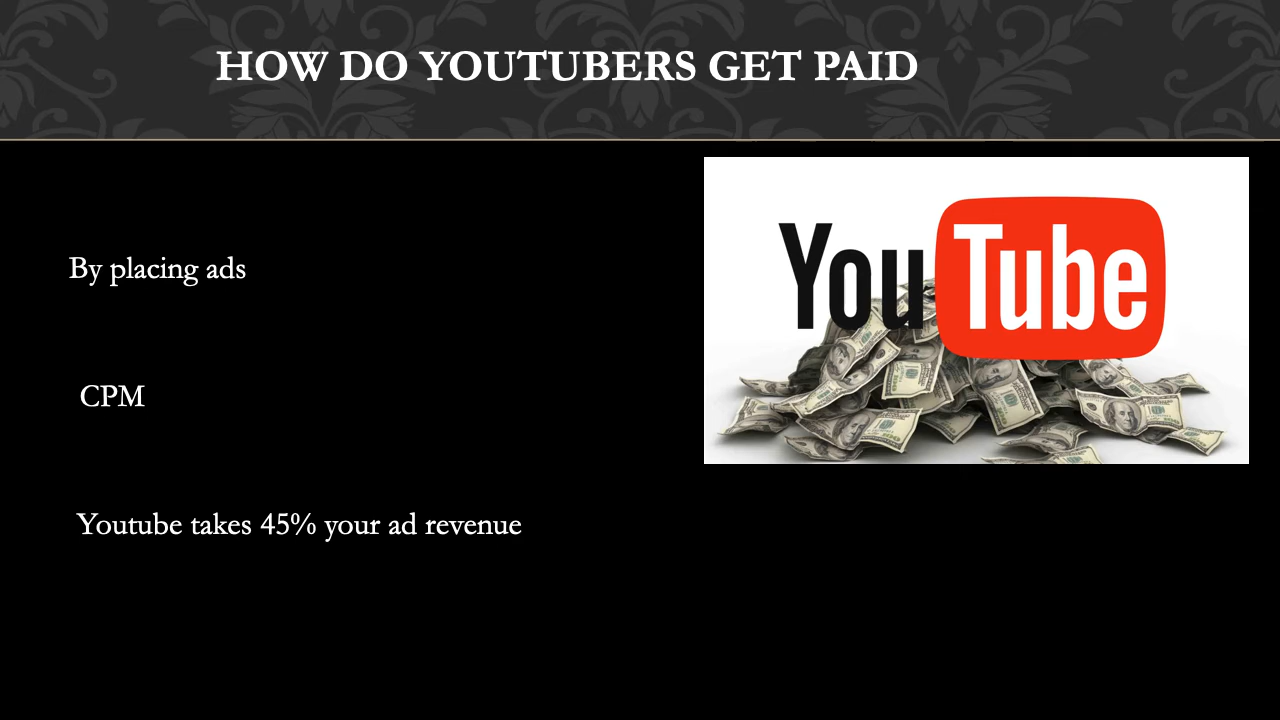 HOW DO YOUTUBERS GET PAID
By placing ads
YouTube
CPM
Youtube takes 45% your ad revenue